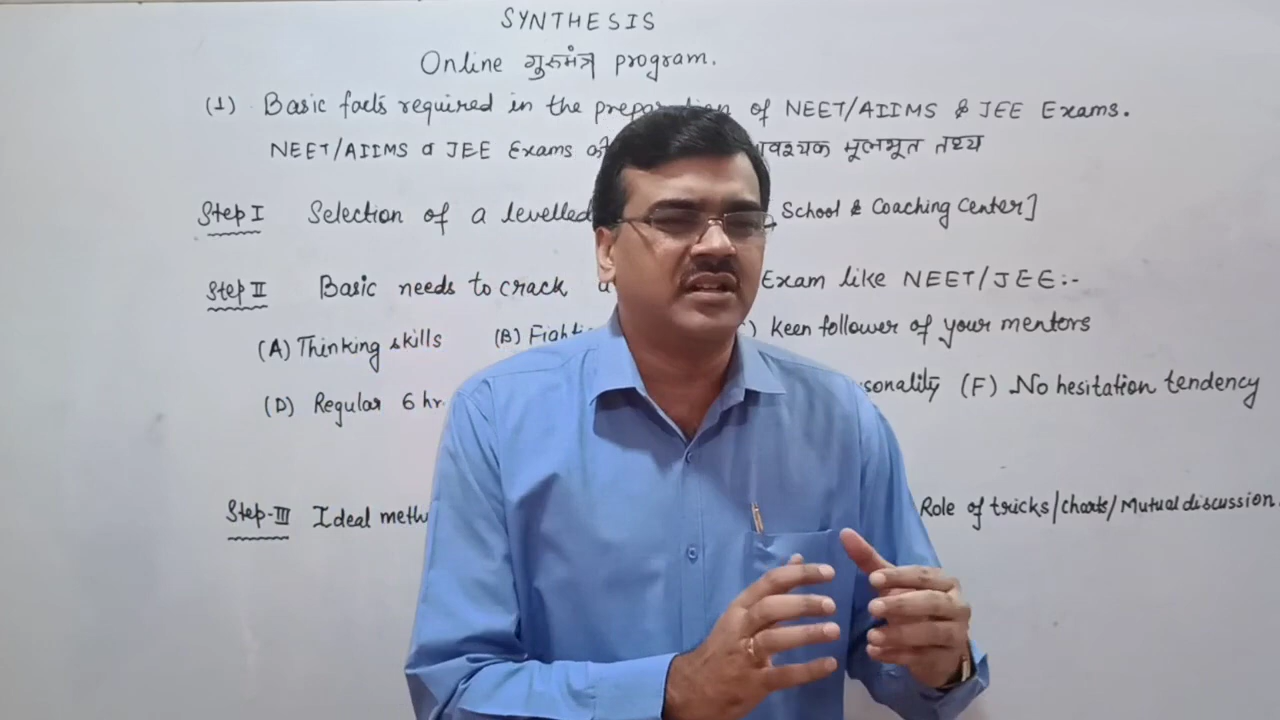 SYNTHESIS
Online गुरुमंत्र program.
(1) Basic facts required in the preparation of NEET/AIIMS & JEE Exams.
NEET/AIIMS व JEE Exams मूलभूत तथ्य
Step I Selection of a levelled School & Coaching Center]
Step II Basic needs to crack Exam like NEET/JEE:-
(A) Thinking skills (B) Keen follower of your mentors
(D) Regular 6 (F) No hesitation tendency
Step-III Ideal Role of tricks/charts/Mutual discussion.